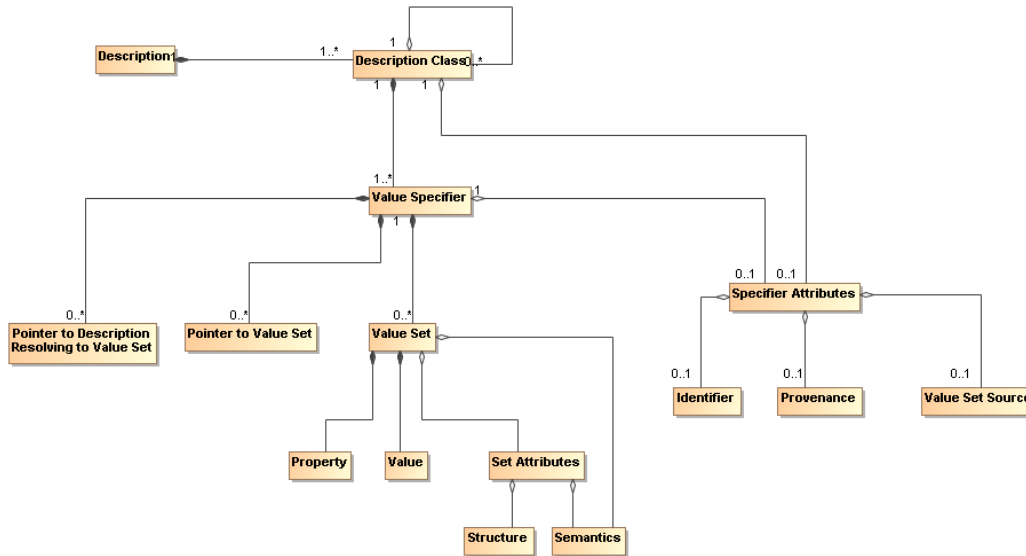 1
0..*
Description
1
1..*
Description Class
1
1
1..*
Value Specifier
1
1
0..1
0..1
Specifier Attributes
0..*
Pointer to Description
Resolving to Value Set
0..*
Pointer to Value Set
0..*
Value Set
0..1
Identifier
0..1
Provenance
0..1
Value Set Source
Property
Value
Set Attributes
Structure
Semantics